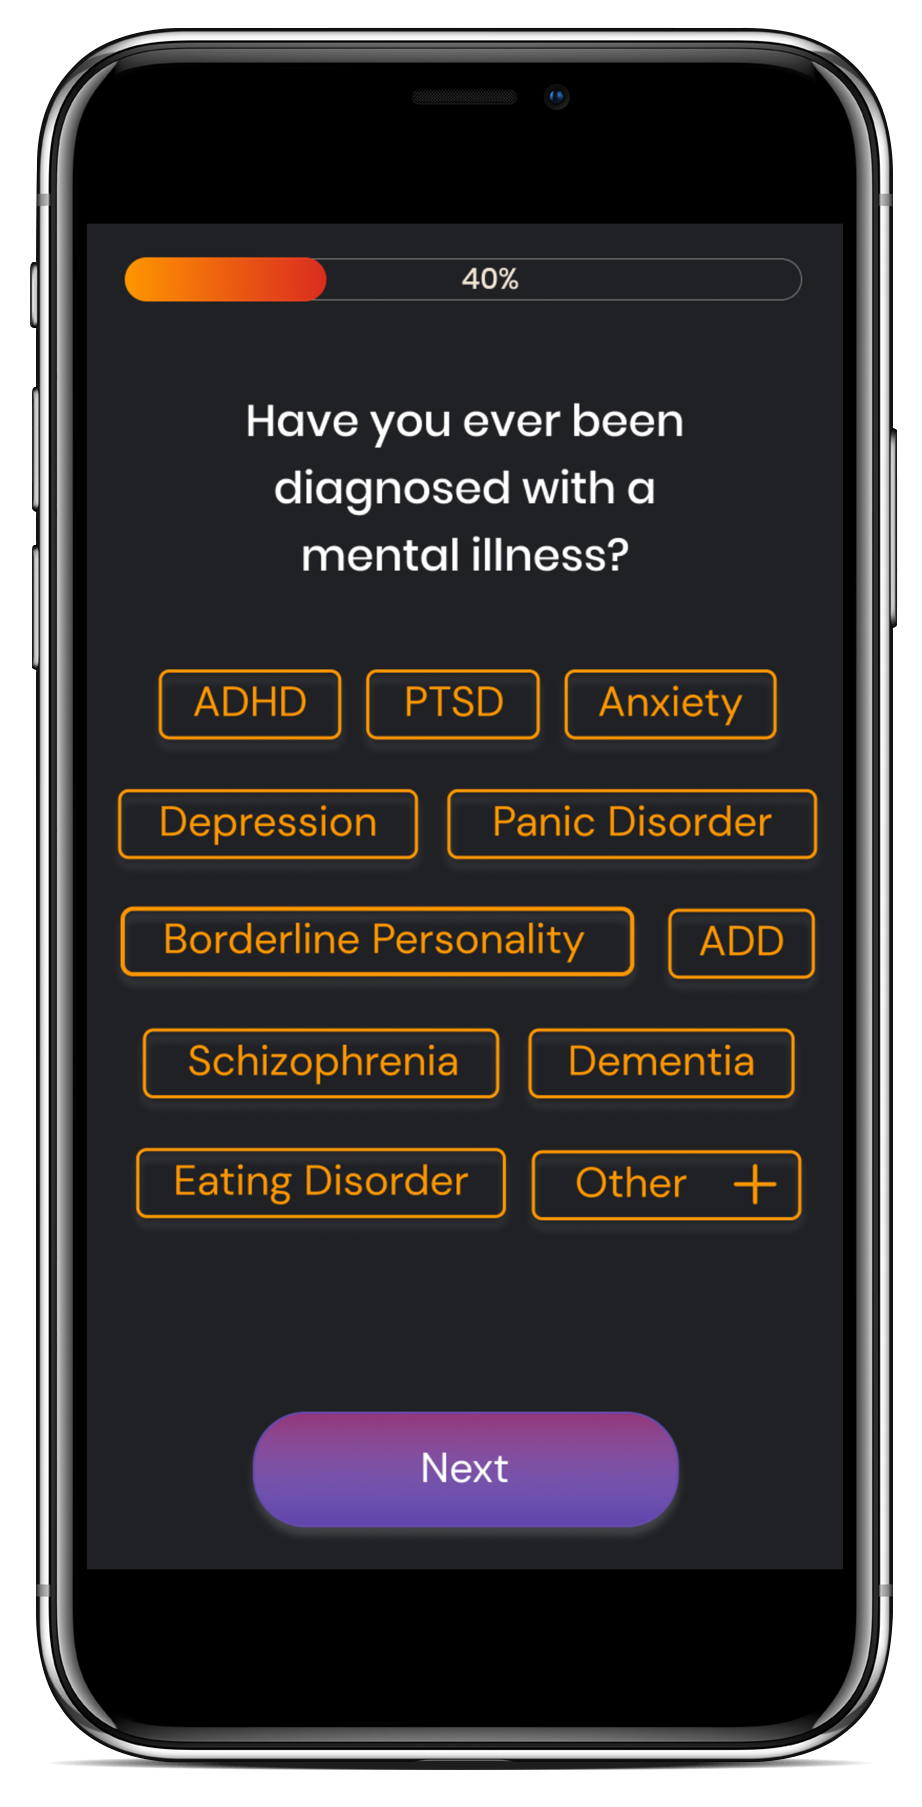 40%
Have you ever been
diagnosed with a
mental illness?
ADHD PTSD Anxiety
Depression Panic Disorder
Borderline Personality ADD
Schizophrenia Dementia
Eating Disorder Other +
Next